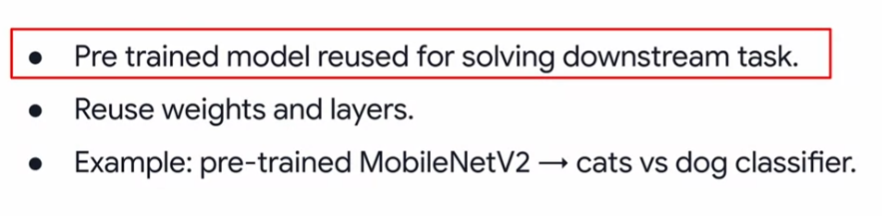 ● Pre trained model reused for solving downstream task.
● Reuse weights and layers.
● Example: pre-trained MobileNetV2 → cats vs dog classifier.